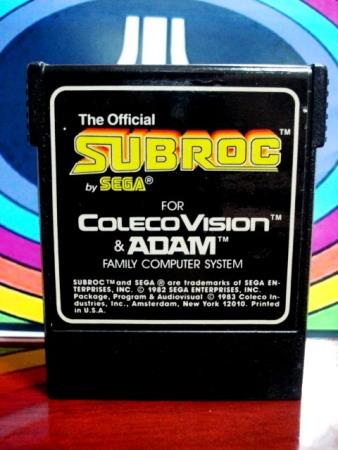 The Official
SUBROC™
by SEGA®
FOR
COLECOVISION™
& ADAM™
FAMILY COMPUTER SYSTEM
SUBROC™ and SEGA ® are trademarks of SEGA EN-
TERPRISES, INC. © 1982 SEGA ENTERPRISES, INC.
Package, Program & Audiovisual © 1983 Coleco In-
dustries, Inc., Amsterdam, New York 12010. Printed
in U.S.A.